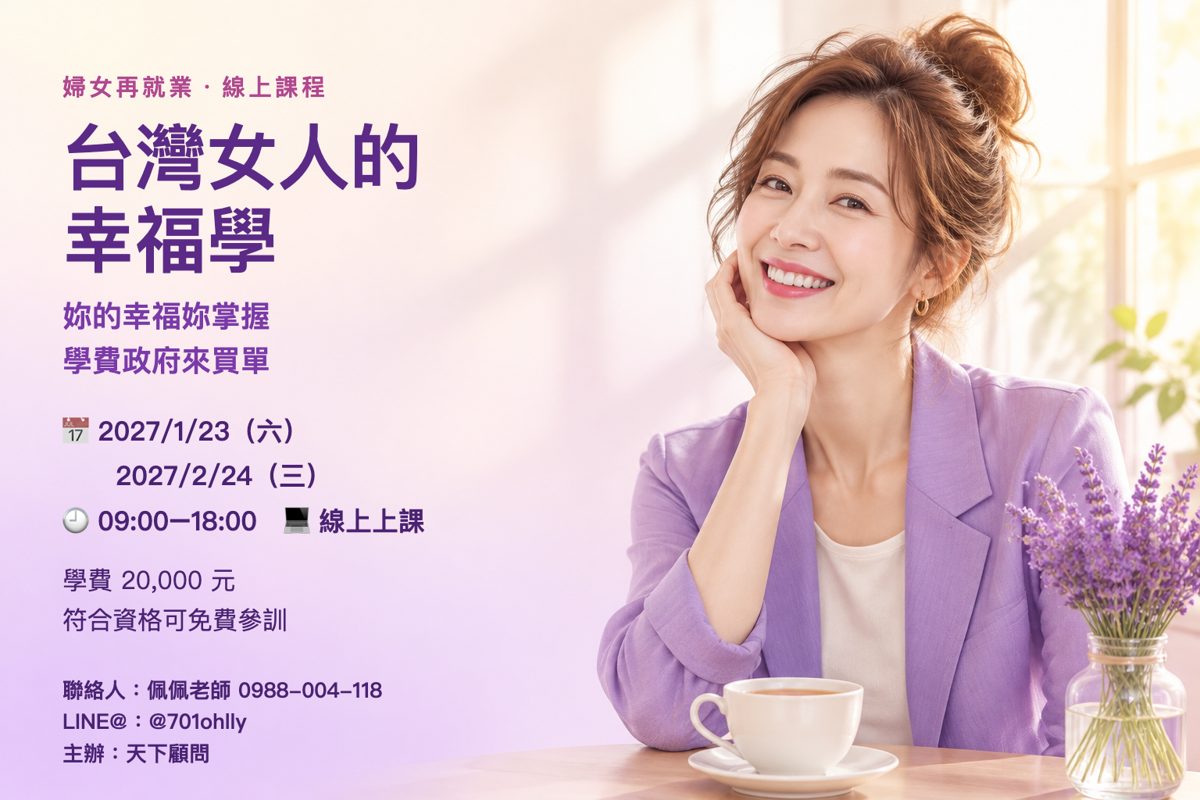 婦女再就業·線上課程
台灣女人的
幸福學
妳的幸福妳掌握
學費政府來買單
17 2027/1/23（六）
2027/2/24（三）
09:00–18:00 線上上課
學費 20,000 元
符合資格可免費參訓
聯絡人：佩佩老師 0988-004-118
LINE@：@701ohlly
主辦：天下顧問